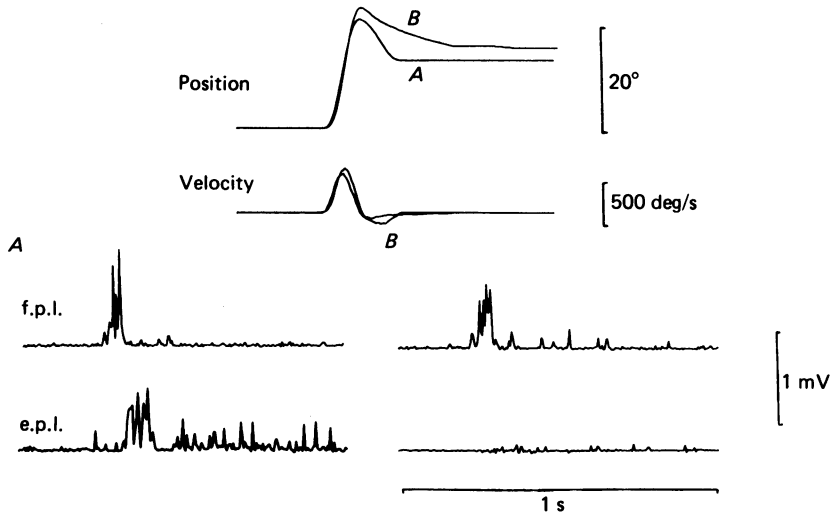 B
A
Position
20°
Velocity
500 deg/s
B
A
f.p.l.
e.p.l.
1 mV
1 s